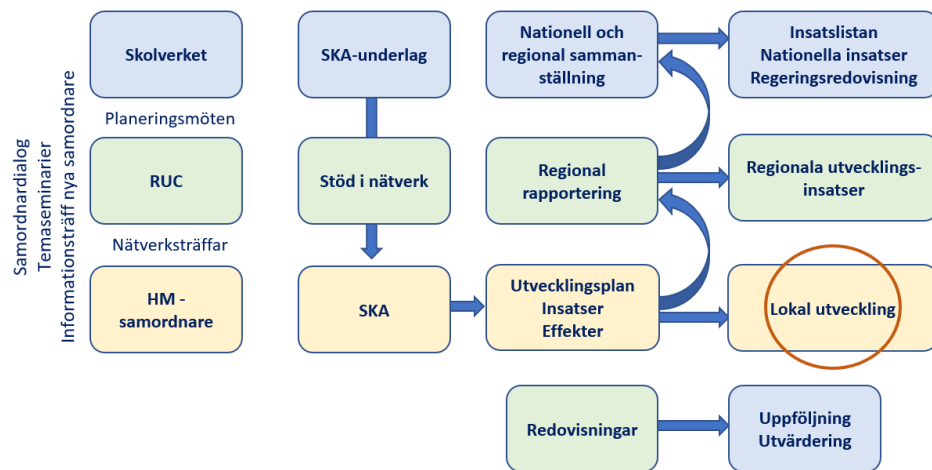 Samordnardialog
Temaseminarier
Informationsträff nya samordnare
Skolverket
Planeringsmöten
RUC
Nätverksträffar
HM -
samordnare
SKA-underlag
Stöd i nätverk
SKA
Nationell och
regional samman-
ställning
Regional
rapportering
Utvecklingsplan
Insatser
Effekter
Redovisningar
Insatslistan
Nationella insatser
Regeringsredovisning
Regionala utvecklings-
insatser
Lokal utveckling
Uppföljning
Utvärdering